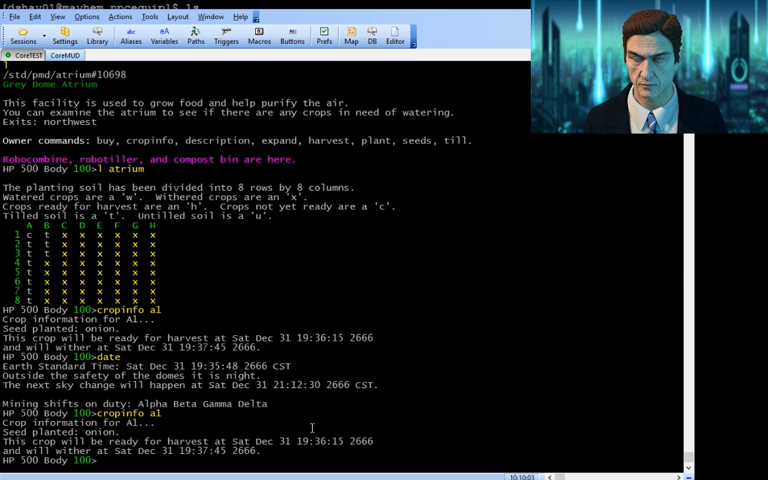 [dshav01@mayhem npcequip]$ ls
File Edit View Options Actions Tools Layout Window Help
Sessions Settings Library Aliases Variables Paths Triggers Macros Buttons Prefs Map DB Editor
CoreTEST CoreMUD
/std/pmd/atrium#10698
Grey Dome Atrium
This facility is used to grow food and help purify the air.
You can examine the atrium to see if there are any crops in need of watering.
Exits: northwest
Owner commands: buy, cropinfo, description, expand, harvest, plant, seeds, till.
Robocombine, robotiller, and compost bin are here.
HP 500 Body 100>l atrium
The planting soil has been divided into 8 rows by 8 columns.
Watered crops are a 'w'. Withered crops are an 'x'.
Crops ready for harvest are an 'h'. Crops not yet ready are a 'c'.
Tilled soil is a 't'. Untilled soil is a 'u'.
A B C D E F G H
1 c t x x x x x x
2 t t x x x x x x
3 t t x x x x x x
4 t x x x x x x x
5 t x x x x x x x
6 t x x x x x x x
7 t x x x x x x x
8 t x x x x x x x
HP 500 Body 100>cropinfo a1
Crop information for A1...
Seed planted: onion.
This crop will be ready for harvest at Sat Dec 31 19:36:15 2666
and will wither at Sat Dec 31 19:37:45 2666.
HP 500 Body 100>date
Earth Standard Time: Sat Dec 31 19:35:48 2666 CST
Outside the safety of the domes it is night.
The next sky change will happen at Sat Dec 31 21:12:30 2666 CST.
Mining shifts on duty: Alpha Beta Gamma Delta
HP 500 Body 100>cropinfo a1
Crop information for A1...
Seed planted: onion.
This crop will be ready for harvest at Sat Dec 31 19:36:15 2666
and will wither at Sat Dec 31 19:37:45 2666.
HP 500 Body 100>
10:10:03